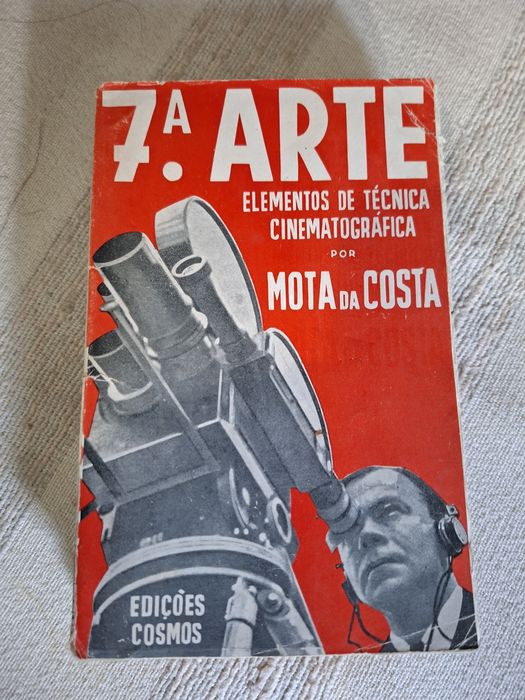 7.ª ARTE
ELEMENTOS DE TÉCNICA
CINEMATOGRÁFICA
POR
MOTA DA COSTA
EDIÇÕES
COSMOS